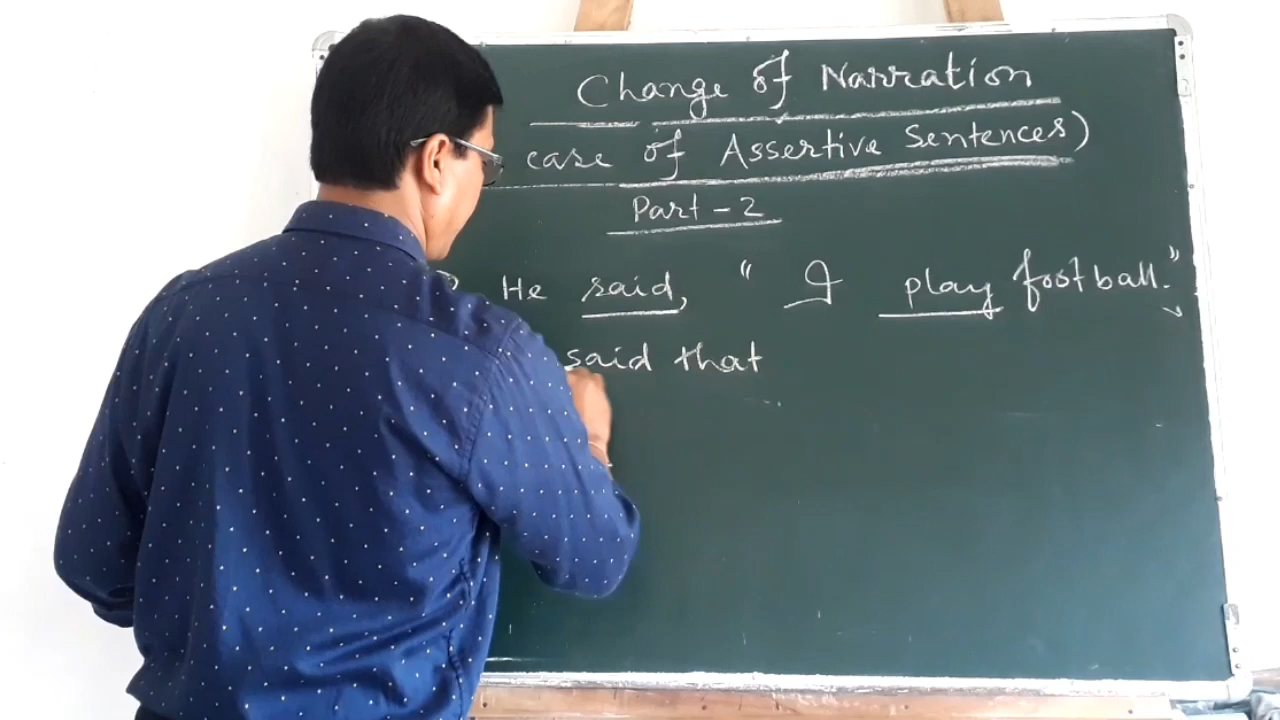 Change of Narration
case of Assertive Sentences)
Part - 2
He said, " I play football."
said that